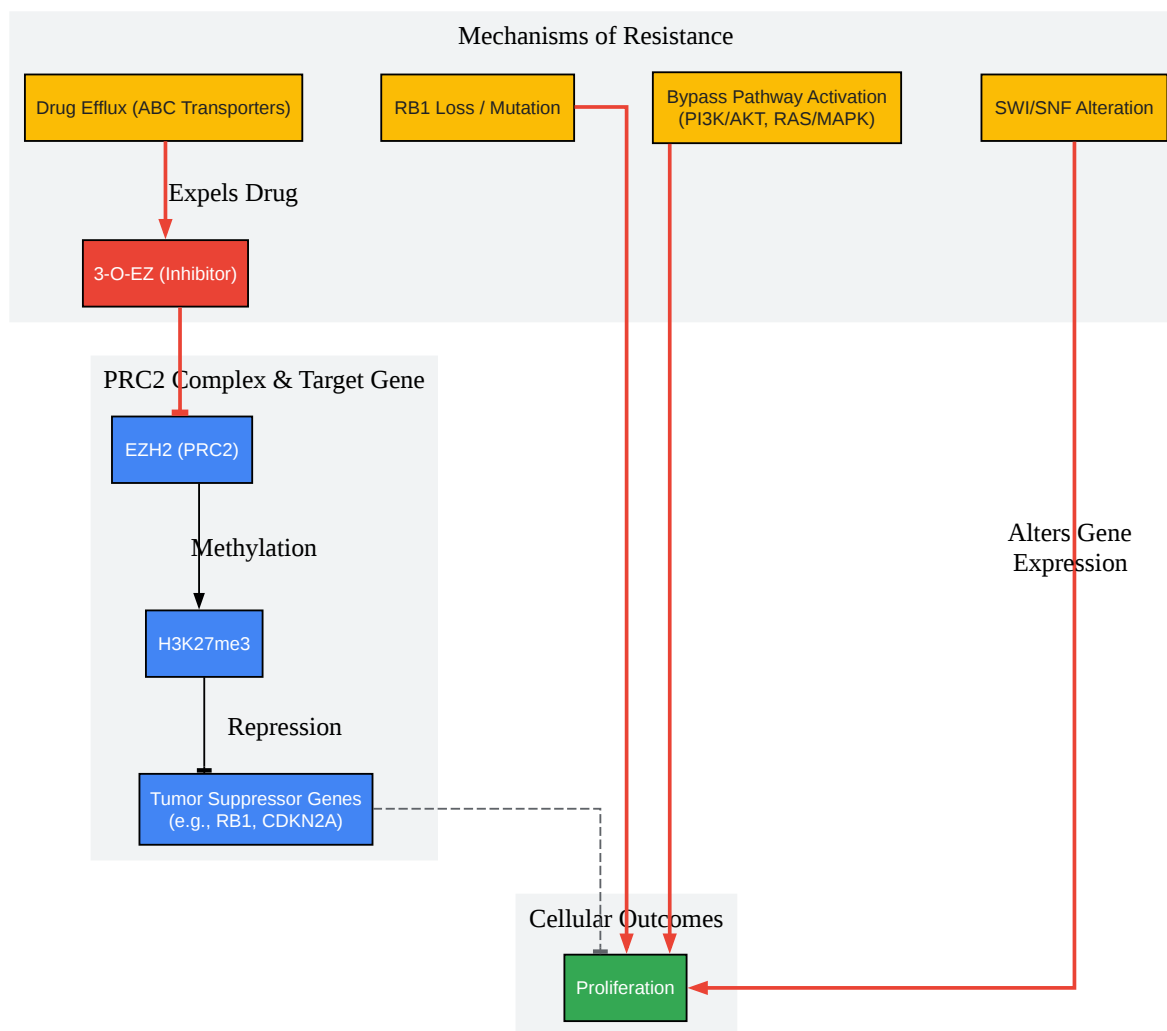 Mechanisms of Resistance
Drug Efflux (ABC Transporters)
RB1 Loss / Mutation
Bypass Pathway Activation
(PI3K/AKT, RAS/MAPK)
SWI/SNF Alteration
Expels Drug
3-O-EZ (Inhibitor)
PRC2 Complex & Target Gene
EZH2 (PRC2)
Methylation
Alters Gene
Expression
H3K27me3
Repression
Tumor Suppressor Genes
(e.g., RB1, CDKN2A)
Cellular Outcomes
Proliferation